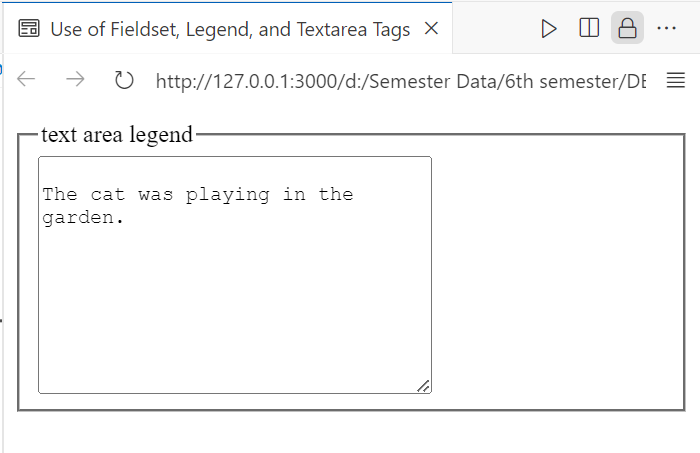 Use of Fieldset, Legend, and Textarea Tags
http://127.0.0.1:3000/d:/Semester Data/6th semester/DE
text area legend
The cat was playing in the
garden.